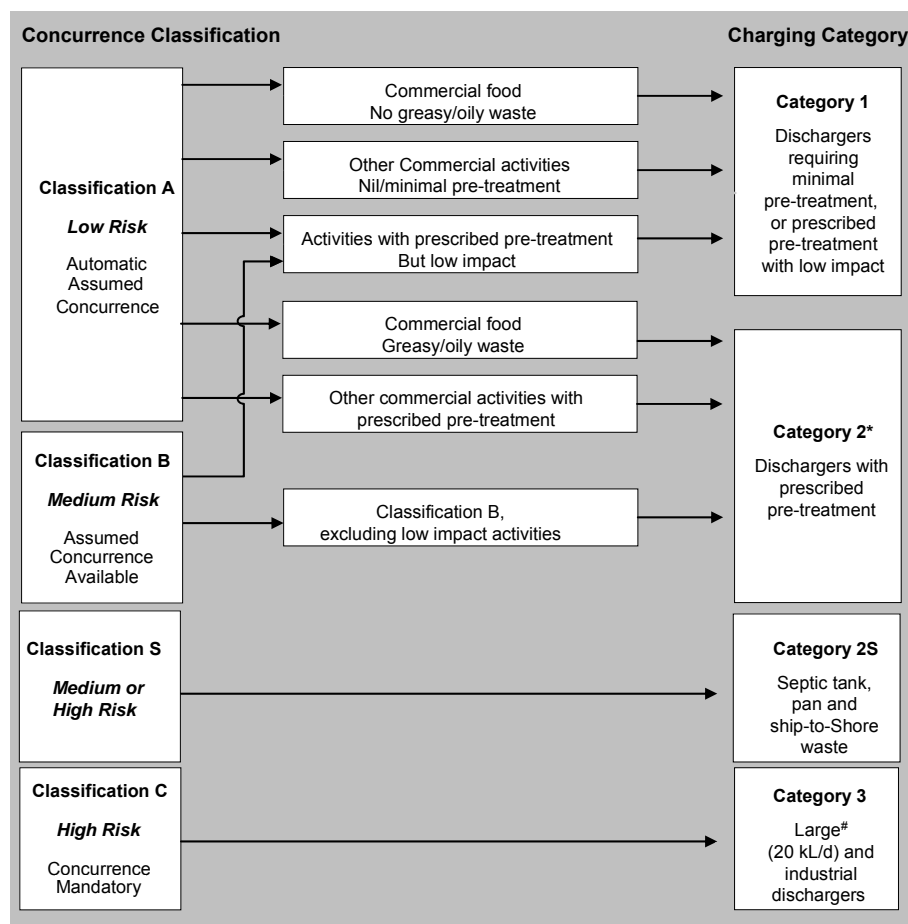 Concurrence Classification
Charging Category
Classification A
Low Risk
Automatic
Assumed
Concurrence
Commercial food
No greasy/oily waste
Other Commercial activities
Nil/minimal pre-treatment
Activities with prescribed pre-treatment
But low impact
Commercial food
Greasy/oily waste
Other commercial activities with
prescribed pre-treatment
Category 1
Dischargers
requiring
minimal
pre-treatment,
or prescribed
pre-treatment
with low impact
Classification B
Medium Risk
Assumed
Concurrence
Available
Classification B,
excluding low impact activities
Category 2*
Dischargers with
prescribed
pre-treatment
Classification S
Medium or
High Risk
Category 2S
Septic tank,
pan and
ship-to-Shore
waste
Classification C
High Risk
Concurrence
Mandatory
Category 3
Large#
(20 kL/d) and
industrial
dischargers